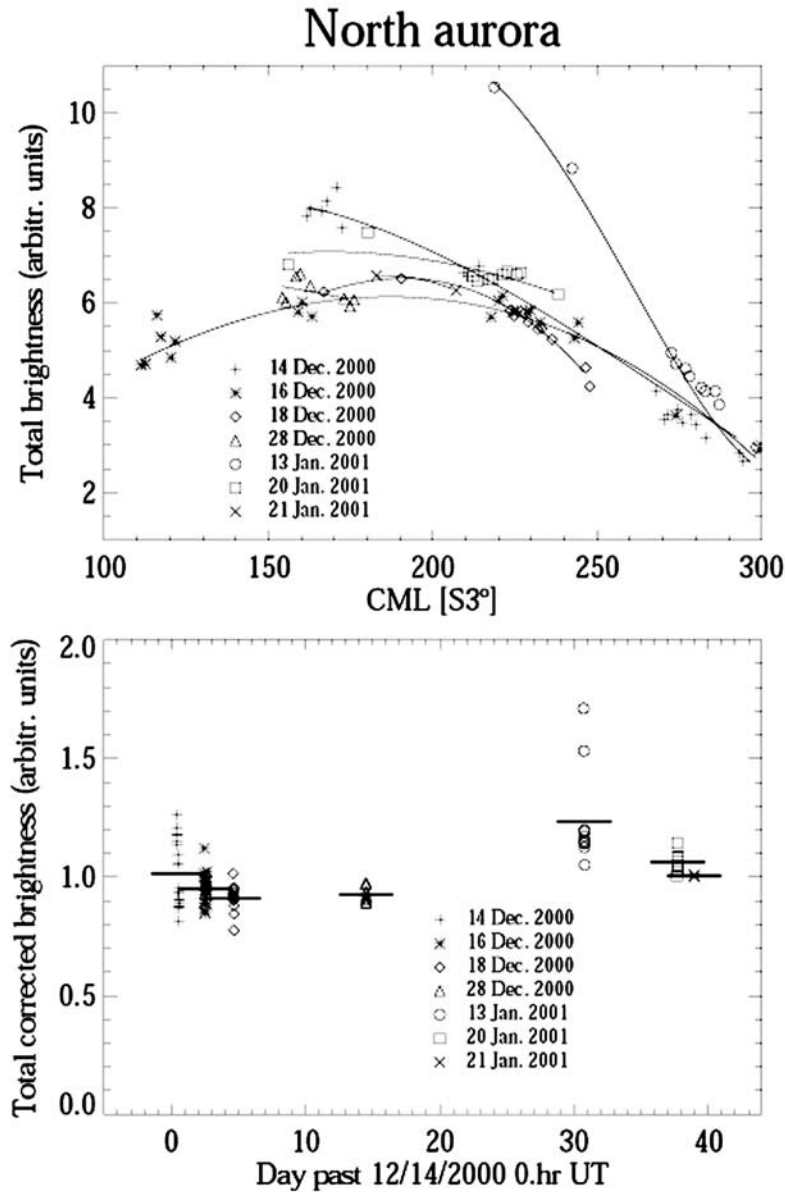 North aurora
Total brightness (arbitr. units)
10
8
6
4
2
14 Dec. 2000
16 Dec. 2000
18 Dec. 2000
28 Dec. 2000
13 Jan. 2001
20 Jan. 2001
21 Jan. 2001
100 150 200 250 300
CML [S3º]
Total corrected brightness (arbitr. units)
2.0
1.5
1.0
0.5
0.0
14 Dec. 2000
16 Dec. 2000
18 Dec. 2000
28 Dec. 2000
13 Jan. 2001
20 Jan. 2001
21 Jan. 2001
0 10 20 30 40
Day past 12/14/2000 0.hr UT